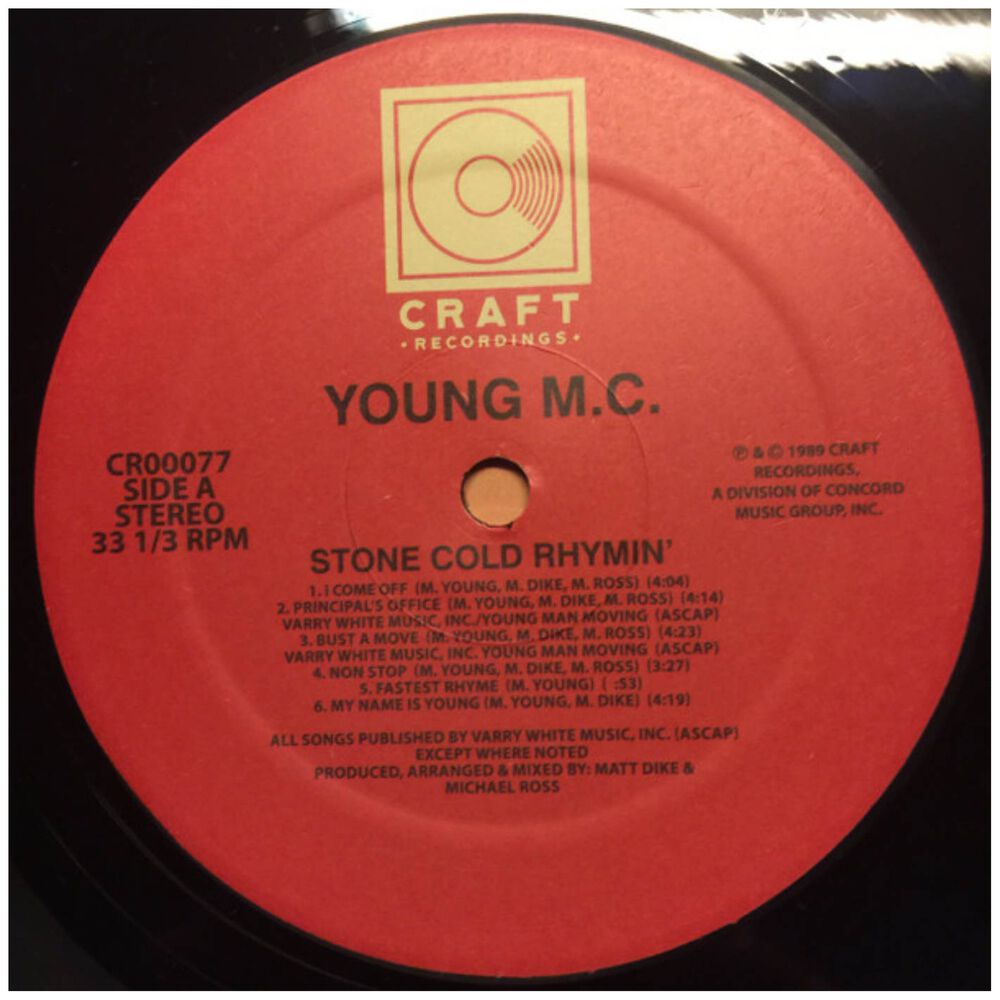 CRAFT
• RECORDINGS •
YOUNG M.C.
CR00077
SIDE A
STEREO
33 1/3 RPM
℗ & © 1989 CRAFT
RECORDINGS,
A DIVISION OF CONCORD
MUSIC GROUP, INC.
STONE COLD RHYMIN'
1. I COME OFF (M. YOUNG, M. DIKE, M. ROSS) (4:04)
2. PRINCIPAL'S OFFICE (M. YOUNG, M. DIKE, M. ROSS) (4:14)
VARRY WHITE MUSIC, INC./YOUNG MAN MOVING (ASCAP)
3. BUST A MOVE (M. YOUNG, M. DIKE, M. ROSS) (4:23)
VARRY WHITE MUSIC, INC. YOUNG MAN MOVING (ASCAP)
4. NON STOP (M. YOUNG, M. DIKE, M. ROSS) (3:27)
5. FASTEST RHYME (M. YOUNG) ( :53)
6. MY NAME IS YOUNG (M. YOUNG, M. DIKE) (4:19)
ALL SONGS PUBLISHED BY VARRY WHITE MUSIC, INC. (ASCAP)
EXCEPT WHERE NOTED
PRODUCED, ARRANGED & MIXED BY: MATT DIKE &
MICHAEL ROSS